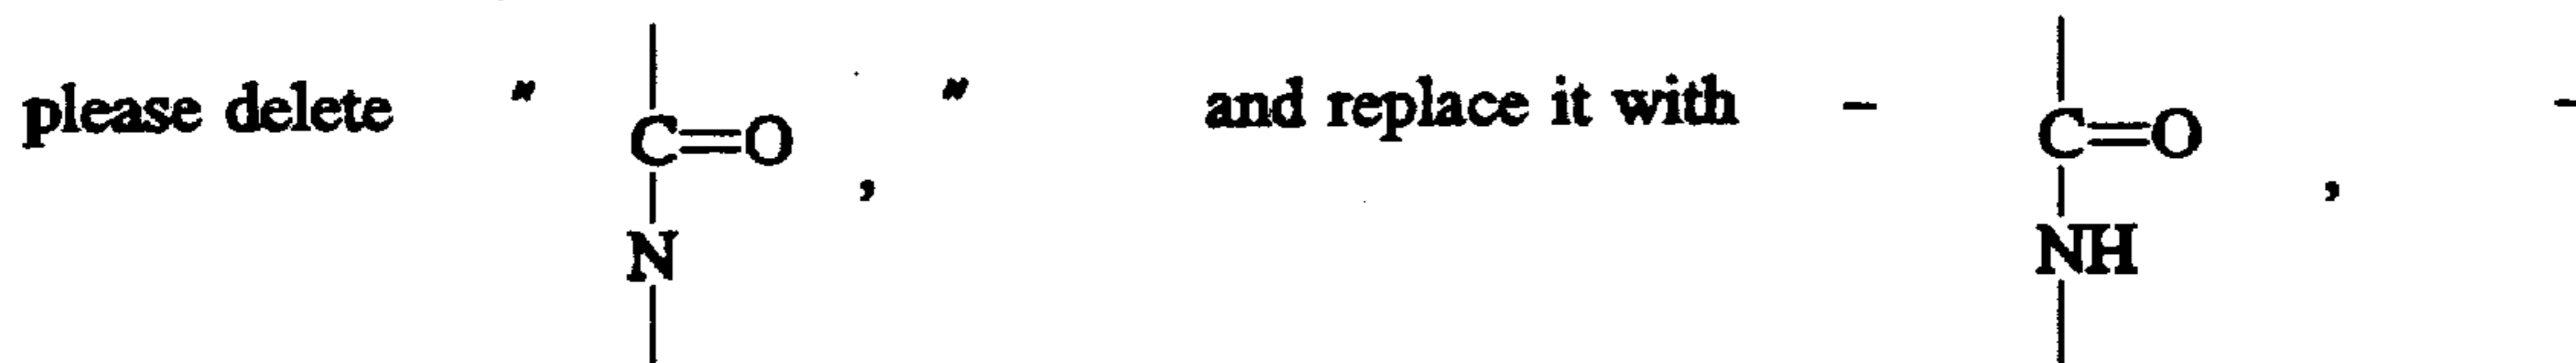 please delete " C=O , " and replace it with - C=O , -
N NH